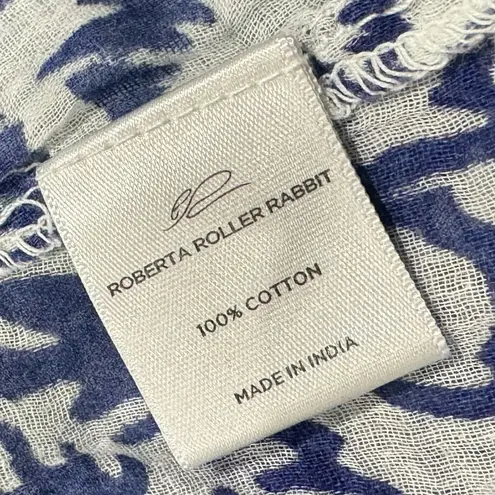 ROBERTA ROLLER RABBIT
100% COTTON
MADE IN INDIA